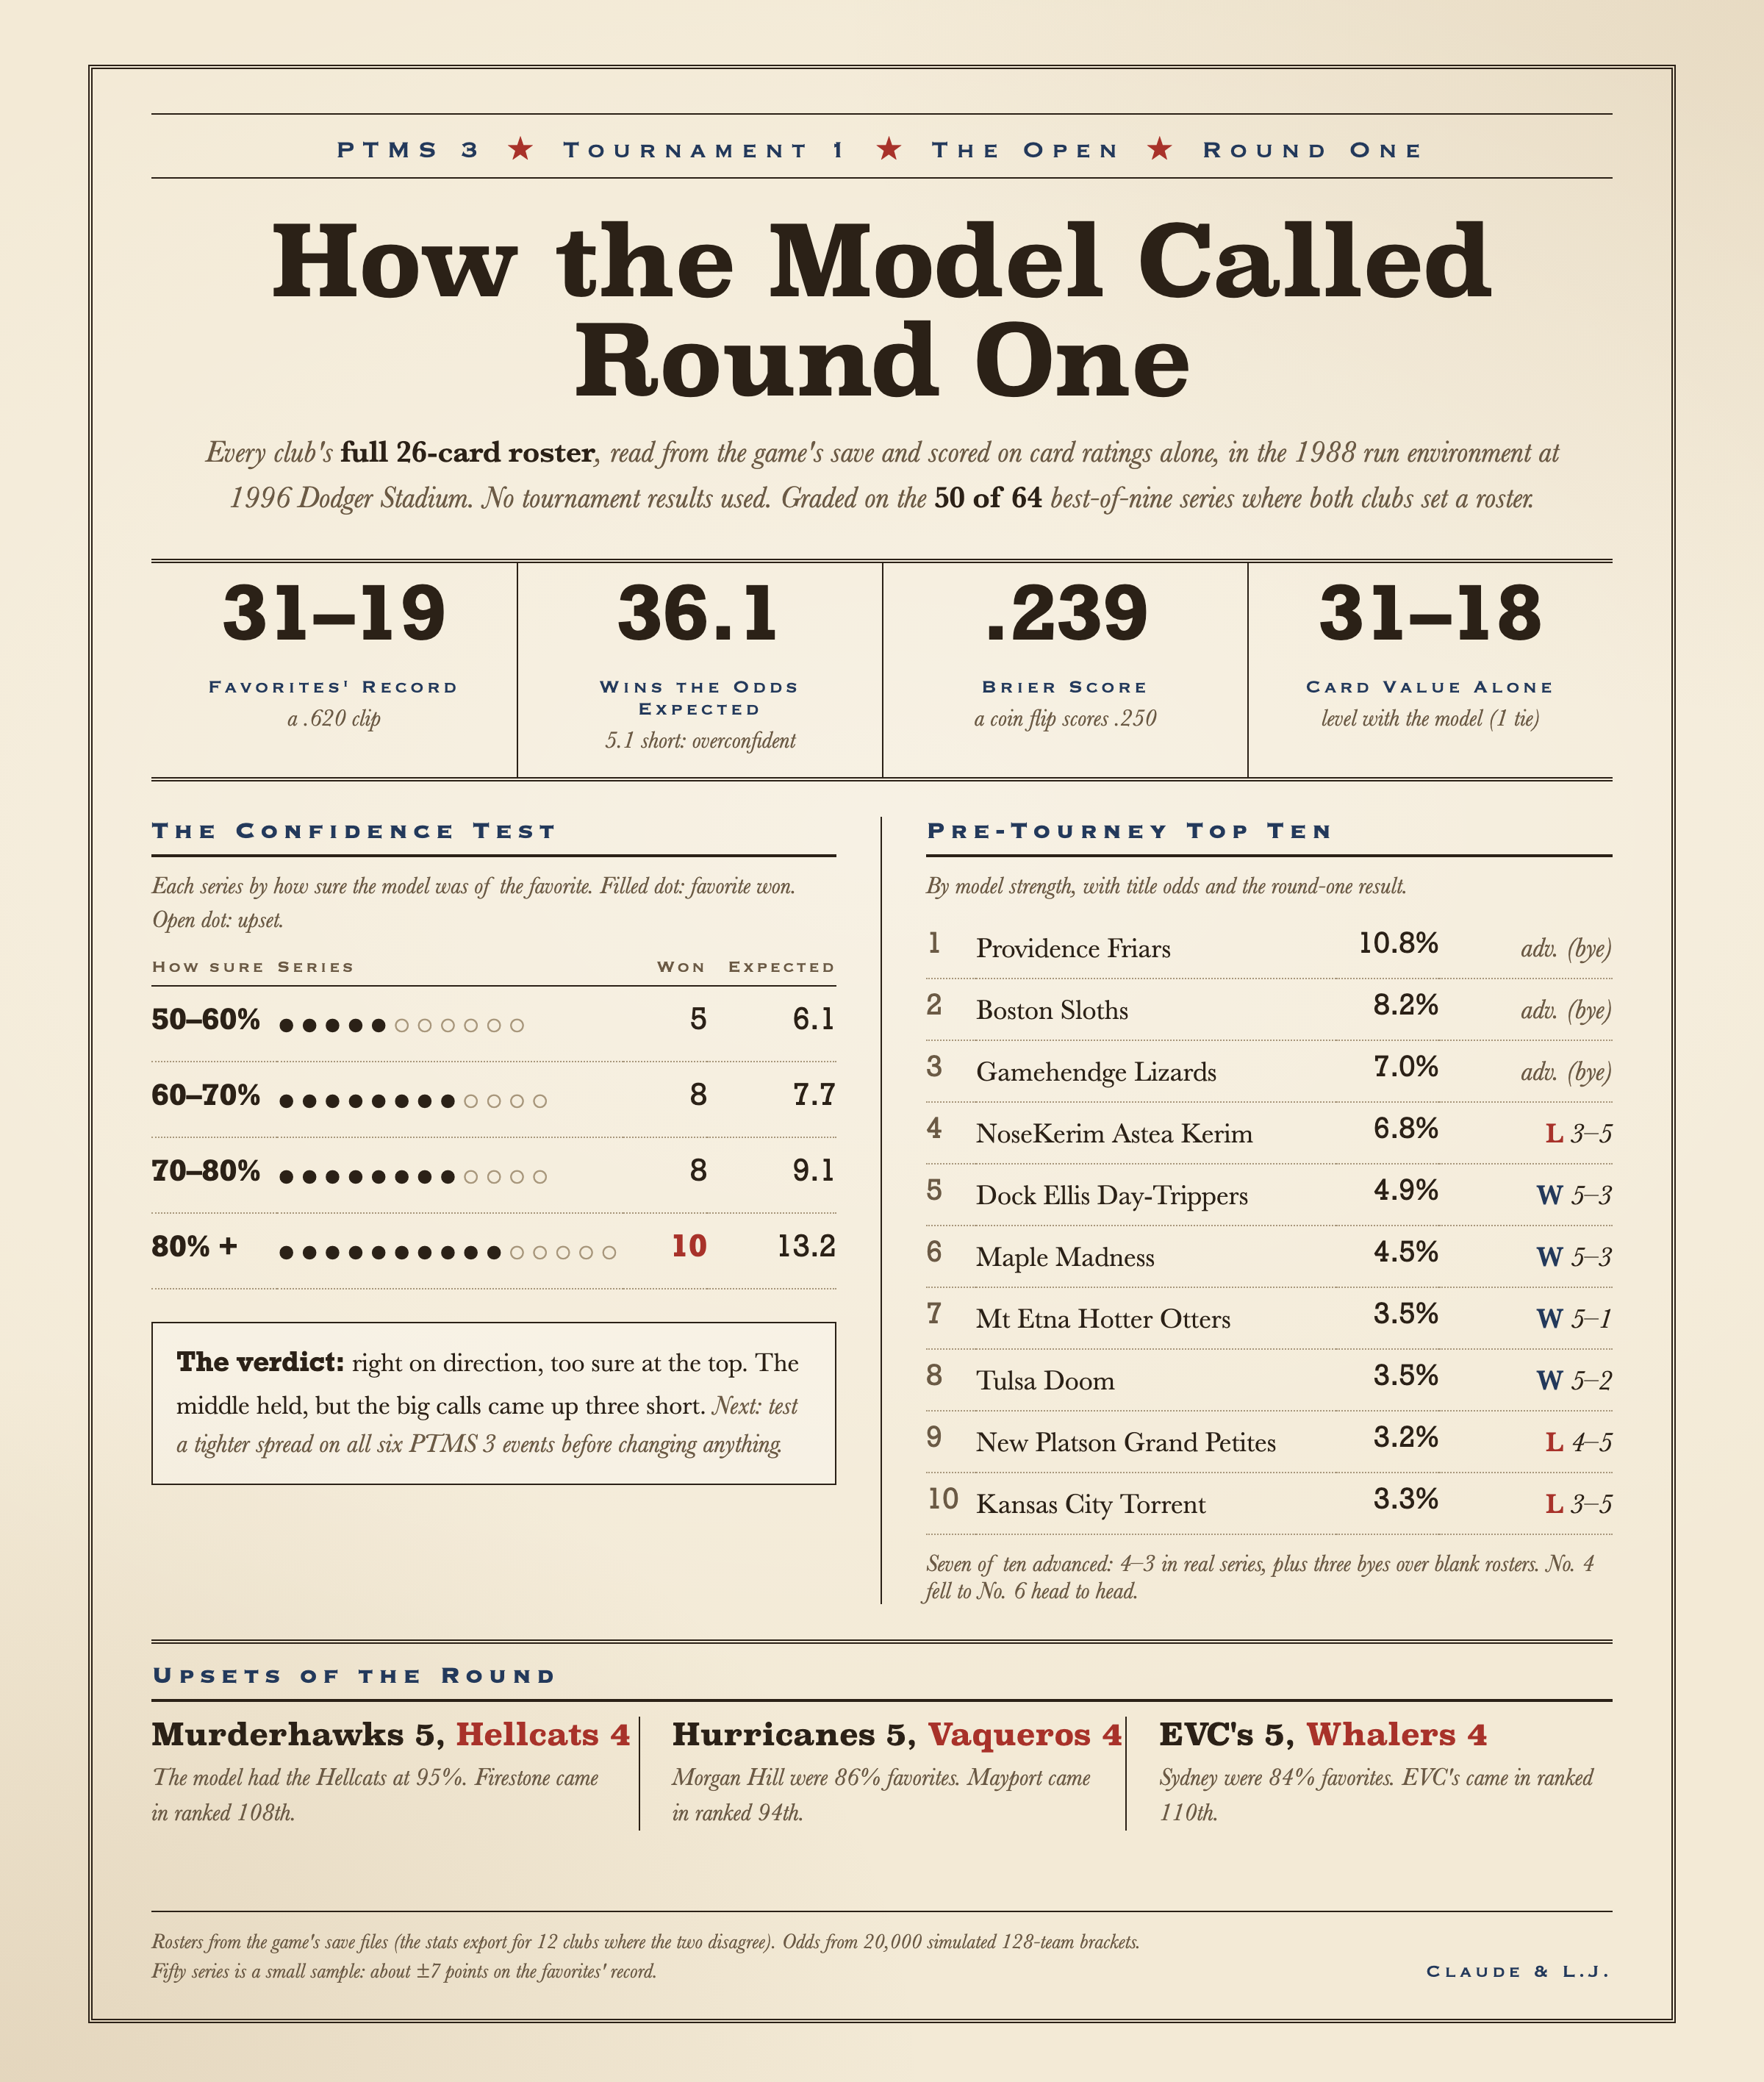 PTMS 3 ★ Tournament 1 ★ The Open ★ Round One
How the Model Called
Round One
Every club's full 26-card roster, read from the game's save and scored on card ratings alone, in the 1988 run environment at
1996 Dodger Stadium. No tournament results used. Graded on the 50 of 64 best-of-nine series where both clubs set a roster.
31–19
Favorites' Record
a .620 clip
36.1
Wins the Odds
Expected
5.1 short: overconfident
.239
Brier Score
a coin flip scores .250
31–18
Card Value Alone
level with the model (1 tie)
The Confidence Test
Each series by how sure the model was of the favorite. Filled dot: favorite won.
Open dot: upset.
How sure Series Won Expected
50–60% 5 6.1
60–70% 8 7.7
70–80% 8 9.1
80% + 10 13.2
The verdict: right on direction, too sure at the top. The
middle held, but the big calls came up three short. Next: test
a tighter spread on all six PTMS 3 events before changing anything.
Pre-Tourney Top Ten
By model strength, with title odds and the round-one result.
1 Providence Friars 10.8% adv. (bye)
2 Boston Sloths 8.2% adv. (bye)
3 Gamehendge Lizards 7.0% adv. (bye)
4 NoseKerim Astea Kerim 6.8% L 3–5
5 Dock Ellis Day-Trippers 4.9% W 5–3
6 Maple Madness 4.5% W 5–3
7 Mt Etna Hotter Otters 3.5% W 5–1
8 Tulsa Doom 3.5% W 5–2
9 New Platson Grand Petites 3.2% L 4–5
10 Kansas City Torrent 3.3% L 3–5
Seven of ten advanced: 4–3 in real series, plus three byes over blank rosters. No. 4
fell to No. 6 head to head.
Upsets of the Round
Murderhawks 5, Hellcats 4
The model had the Hellcats at 95%. Firestone came
in ranked 108th.
Hurricanes 5, Vaqueros 4
Morgan Hill were 86% favorites. Mayport came
in ranked 94th.
EVC's 5, Whalers 4
Sydney were 84% favorites. EVC's came in ranked
110th.
Rosters from the game's save files (the stats export for 12 clubs where the two disagree). Odds from 20,000 simulated 128-team brackets.
Fifty series is a small sample: about ±7 points on the favorites' record.
Claude & L.J.